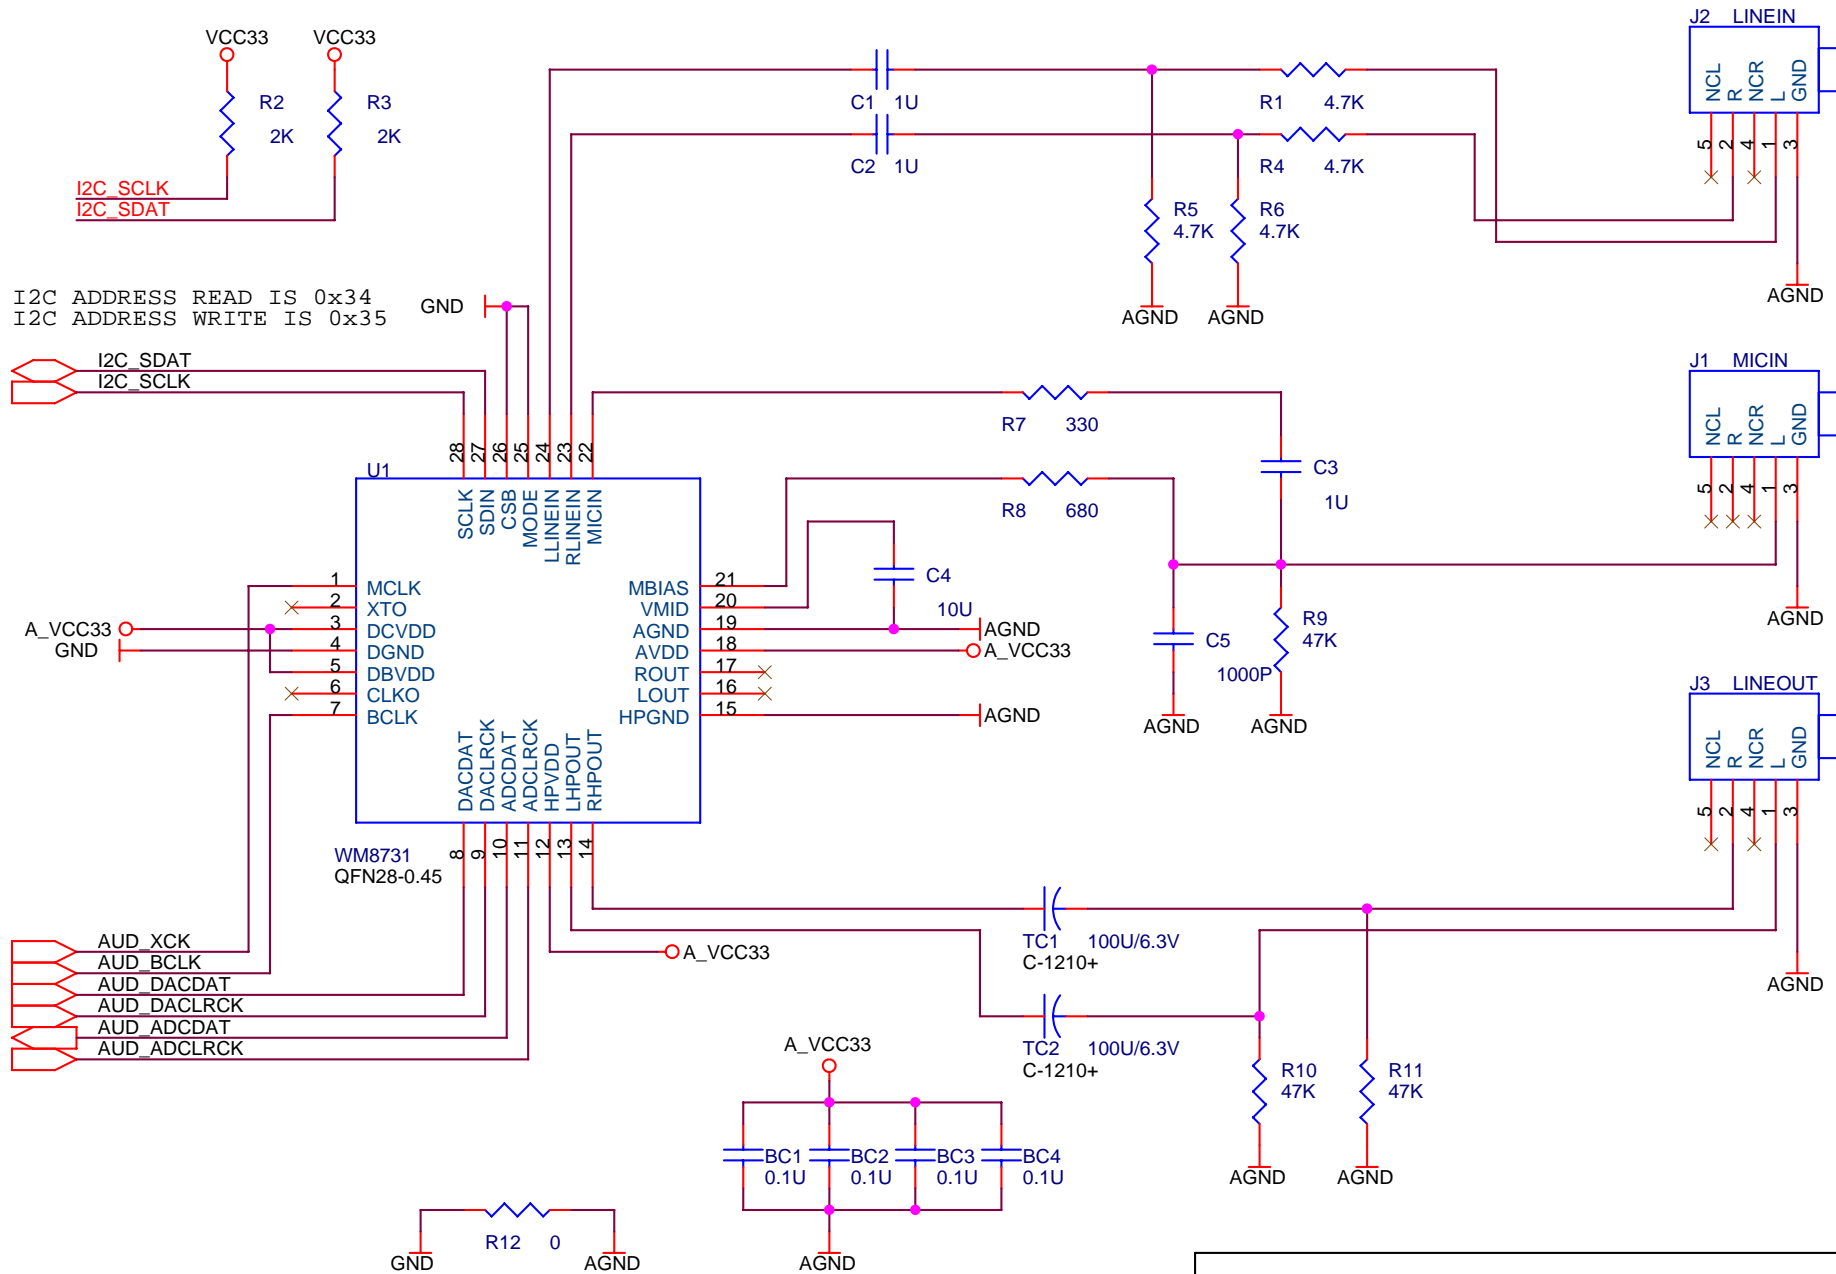 VCC33
VCC33
R2
2K
R3
2K
I2C_SCLK
I2C_SDAT
C1 1U
C2 1U
R1 4.7K
R4 4.7K
R5
4.7K
R6
4.7K
AGND
AGND
J2 LINEIN
NCL
R
NCR
L
GND
5
2
4
1
3
AGND
I2C ADDRESS READ IS 0x34
I2C ADDRESS WRITE IS 0x35
GND
I2C_SDAT
I2C_SCLK
R7 330
R8 680
C3
1U
J1 MICIN
NCL
R
NCR
L
GND
5
2
4
1
3
AGND
U1
28
27
26
25
24
23
22
SCLK
SDIN
CSB
MODE
LLINEIN
RLINEIN
MICIN
1 MCLK
2 XTO
3 DCVDD
4 DGND
5 DBVDD
6 CLKO
7 BCLK
A_VCC33
GND
MBIAS 21
VMID 20
AGND 19
AVDD 18
ROUT 17
LOUT 16
HPGND 15
C4
10U
AGND
A_VCC33
AGND
C5
1000P
R9
47K
AGND
AGND
DACDAT
DACLRCK
ADCDAT
ADCLRCK
HPVDD
LHPOUT
RHPOUT
8
9
10
11
12
13
14
WM8731
QFN28-0.45
J3 LINEOUT
NCL
R
NCR
L
GND
5
2
4
1
3
AGND
AUD_XCK
AUD_BCLK
AUD_DACDAT
AUD_DACLRCK
AUD_ADCDAT
AUD_ADCLRCK
A_VCC33
TC1 100U/6.3V
C-1210+
TC2 100U/6.3V
C-1210+
R10
47K
R11
47K
AGND
AGND
A_VCC33
BC1
0.1U
BC2
0.1U
BC3
0.1U
BC4
0.1U
AGND
R12 0
GND
AGND